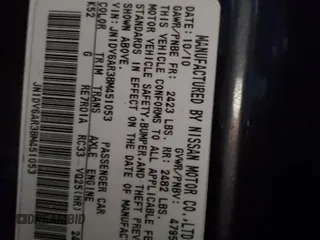 MANUFACTURED BY NISSAN MOTOR CO.,LTD
DATE: 10/10 GVWR/PNBV: 4795
GAWR/PNBE FR: 2423 LBS. RR: 2482 LBS.
THIS VEHICLE CONFORMS TO ALL APPLICABLE
MOTOR VEHICLE SAFETY, BUMPER, AND THEFT
STANDARDS IN EFFECT ON THE DATE OF MANUFAC
SHOWN ABOVE.
VIN:JN1DV6AR3BM451053 PASSENGER CAR
COLOR TRIM TRANS AXLE ENGINE
K52 G RE7R01A RC33 VQ25(HR) 24
JN1DV6AR3BM451053
DREAMBID